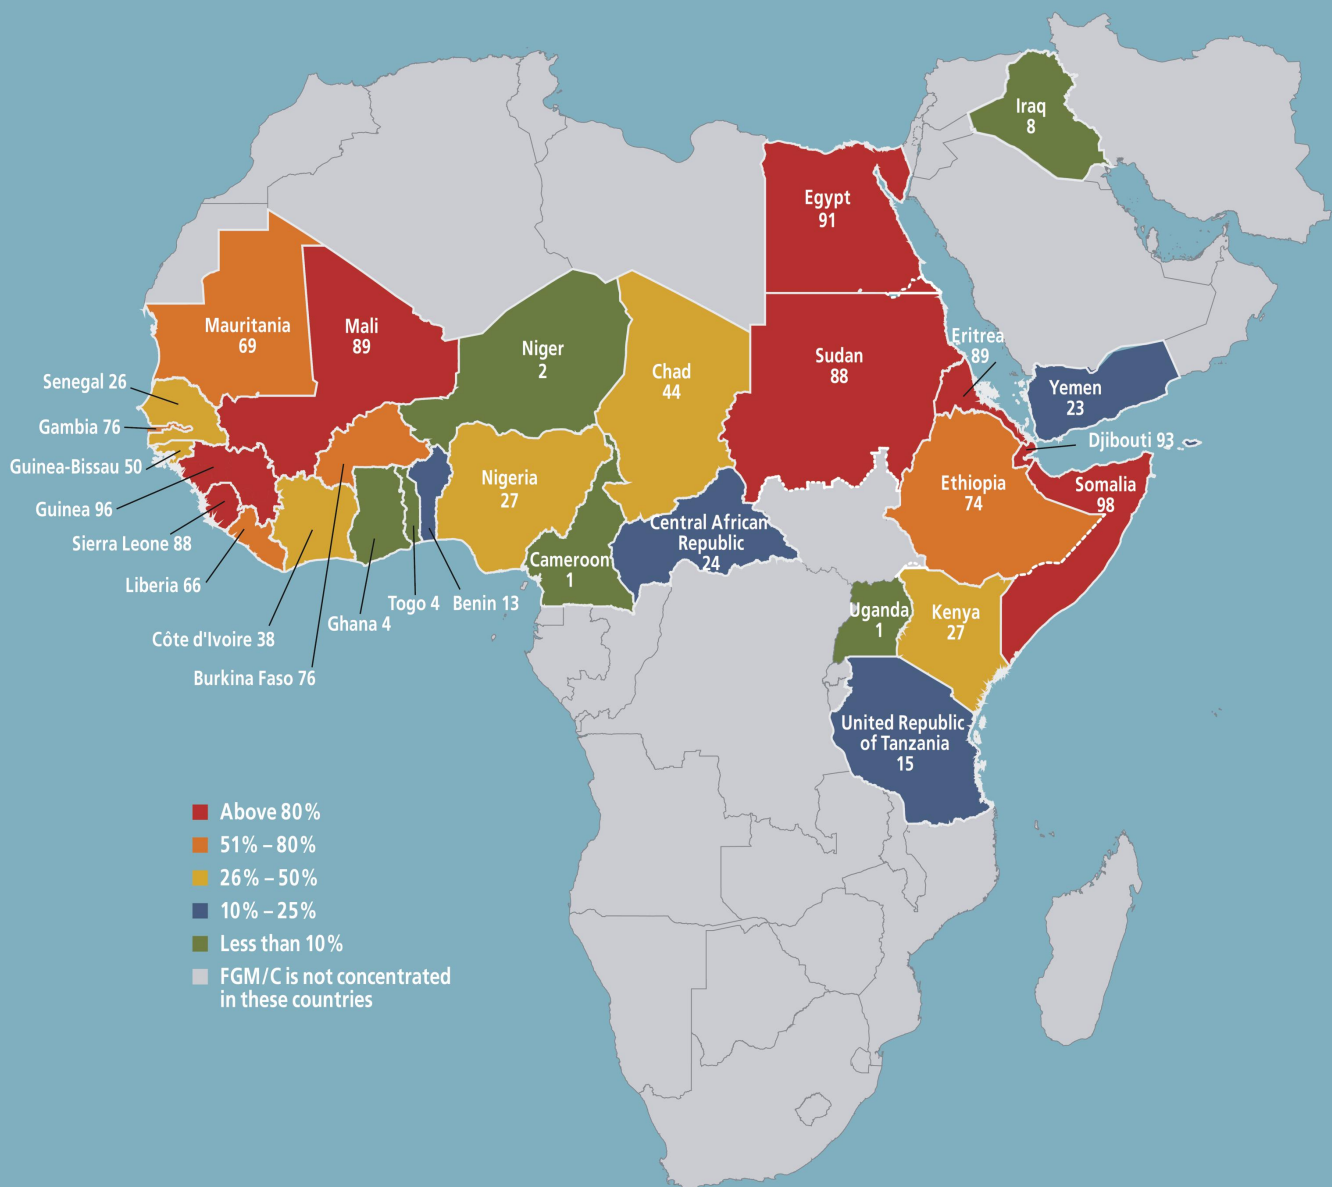 Iraq
8
Egypt
91
Mauritania
69
Mali
89
Niger
2
Chad
44
Sudan
88
Eritrea
89
Yemen
23
Senegal 26
Gambia 76
Guinea-Bissau 50
Guinea 96
Sierra Leone 88
Liberia 66
Côte d'Ivoire 38
Burkina Faso 76
Ghana 4
Togo 4
Benin 13
Nigeria
27
Cameroon
1
Central African
Republic
24
Djibouti 93
Ethiopia
74
Somalia
98
Uganda
1
Kenya
27
United Republic
of Tanzania
15
Above 80%
51% – 80%
26% – 50%
10% – 25%
Less than 10%
FGM/C is not concentrated
in these countries